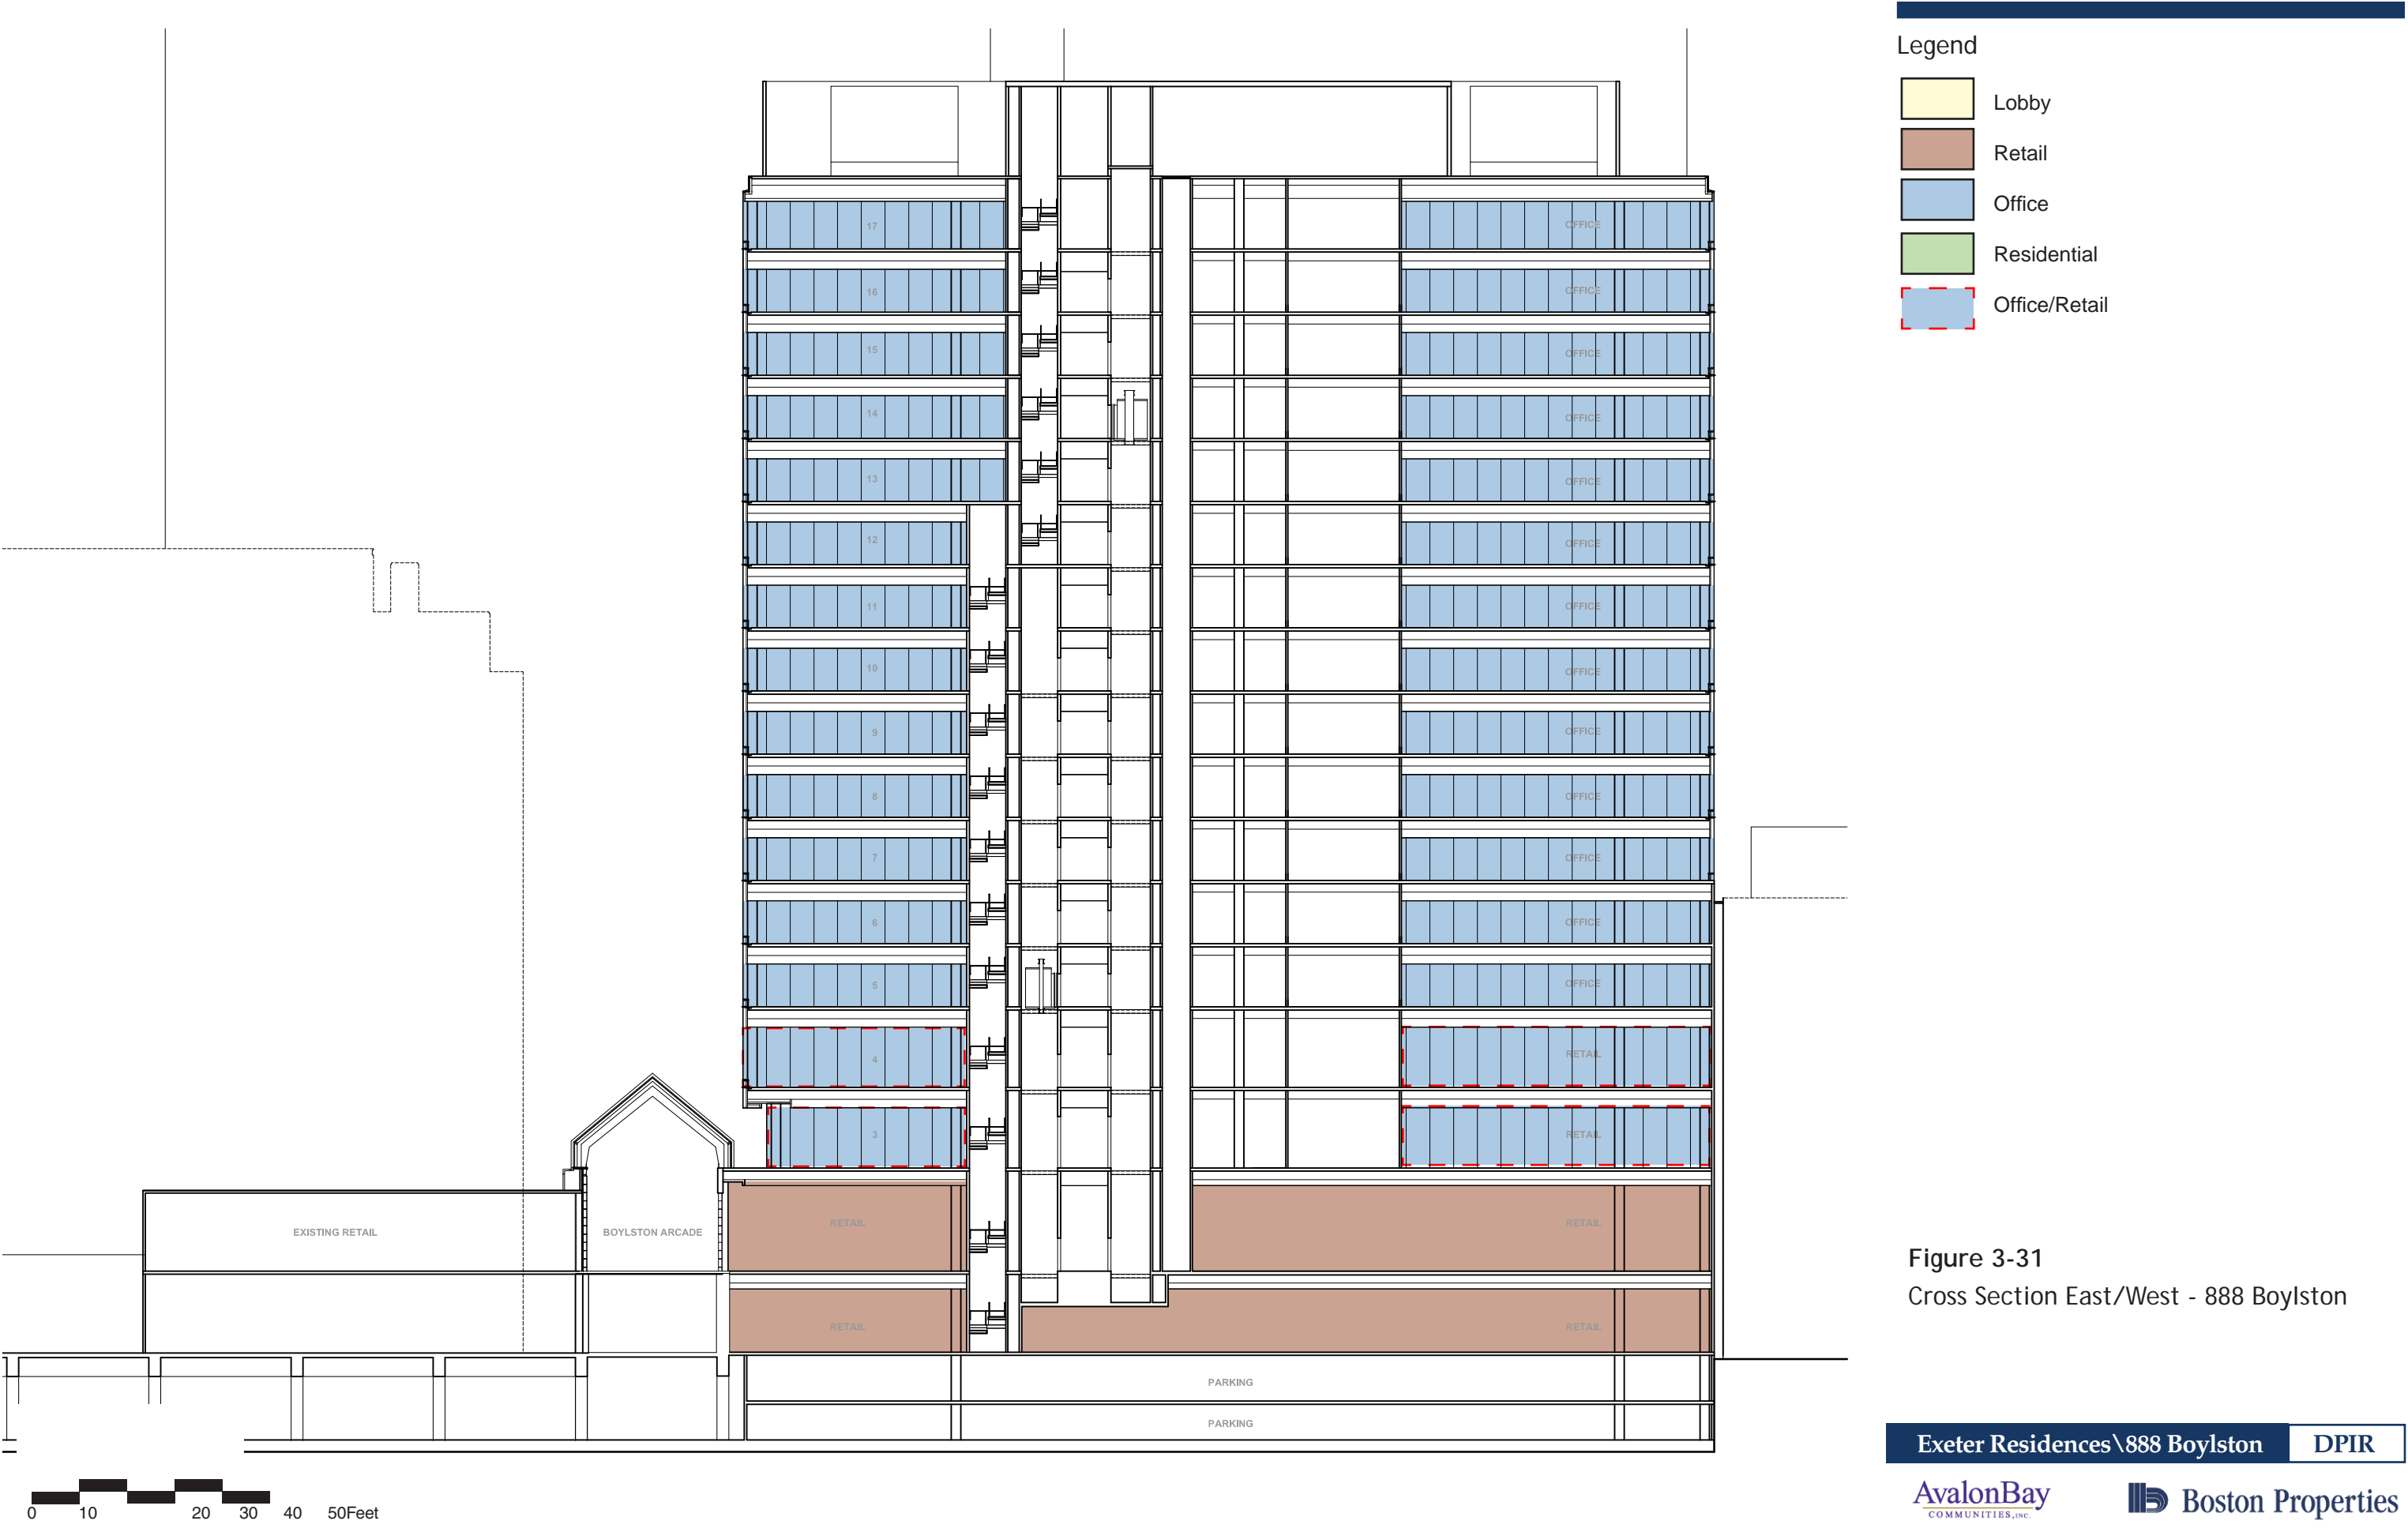 Legend
Lobby
Retail
Office
Residential
Office/Retail
17 OFFICE
16 OFFICE
15 OFFICE
14 OFFICE
13 OFFICE
12 OFFICE
11 OFFICE
10 OFFICE
9 OFFICE
8 OFFICE
7 OFFICE
6 OFFICE
5 OFFICE
4 RETAIL
3 RETAIL
EXISTING RETAIL BOYLSTON ARCADE RETAIL RETAIL
RETAIL RETAIL
PARKING
PARKING
Figure 3-31
Cross Section East/West - 888 Boylston
0 10 20 30 40 50Feet
Exeter Residences\888 Boylston DPIR
AvalonBay
COMMUNITIES, INC.
Boston Properties